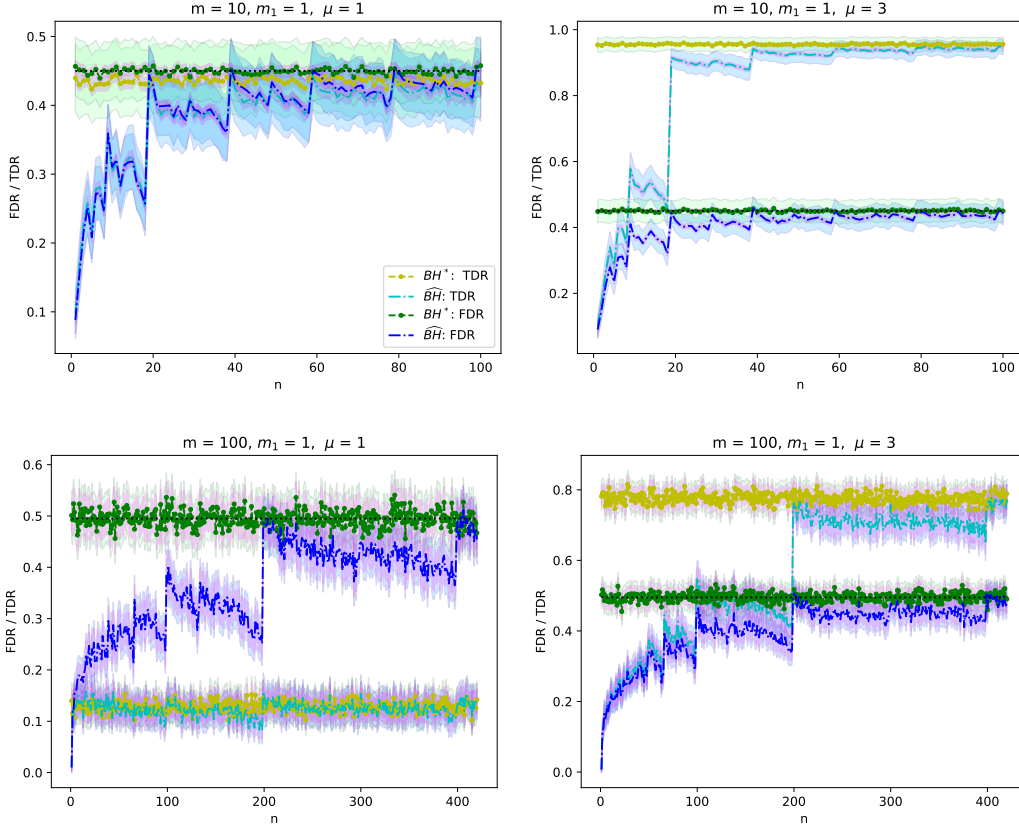 m = 10, m₁ = 1, μ = 1
0.5
0.4
0.3
0.2
0.1
FDR / TDR
BH*: TDR
B͡H: TDR
BH*: FDR
B͡H: FDR
0 20 40 60 80 100
n
m = 10, m₁ = 1, μ = 3
1.0
0.8
0.6
0.4
0.2
FDR / TDR
0 20 40 60 80 100
n
m = 100, m₁ = 1, μ = 1
0.6
0.5
0.4
0.3
0.2
0.1
0.0
FDR / TDR
0 100 200 300 400
n
m = 100, m₁ = 1, μ = 3
0.8
0.6
0.4
0.2
0.0
FDR / TDR
0 100 200 300 400
n